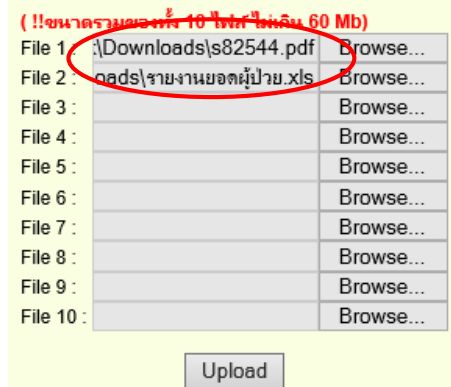 ( !!ขนาดรวมของทั้ง 10 ไฟล์ ไม่เกิน 60 Mb)
File 1 : :\Downloads\s82544.pdf Browse...
File 2 : oads\รายงานยอดผู้ป่วย.xls Browse...
File 3 : Browse...
File 4 : Browse...
File 5 : Browse...
File 6 : Browse...
File 7 : Browse...
File 8 : Browse...
File 9 : Browse...
File 10 : Browse...
Upload